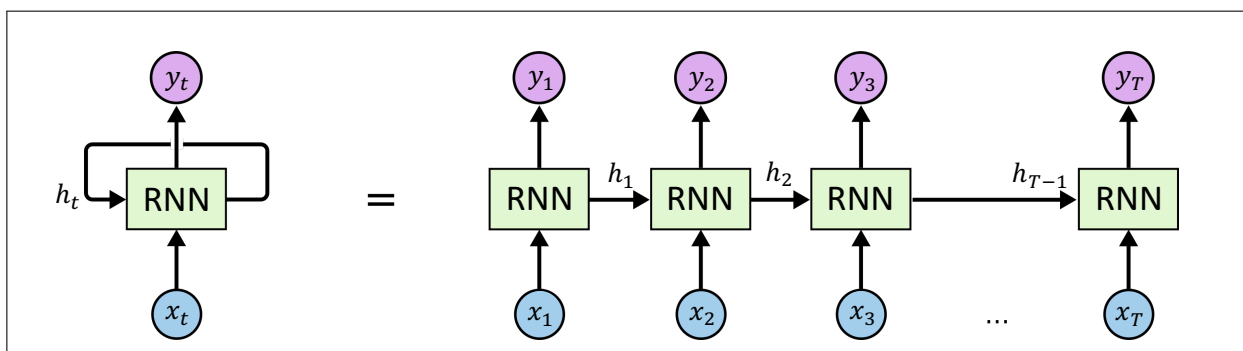 y_t y_1 y_2 y_3 y_T
h_t RNN = RNN h_1 RNN h_2 RNN h_{T−1} RNN
x_t x_1 x_2 x_3 ... x_T